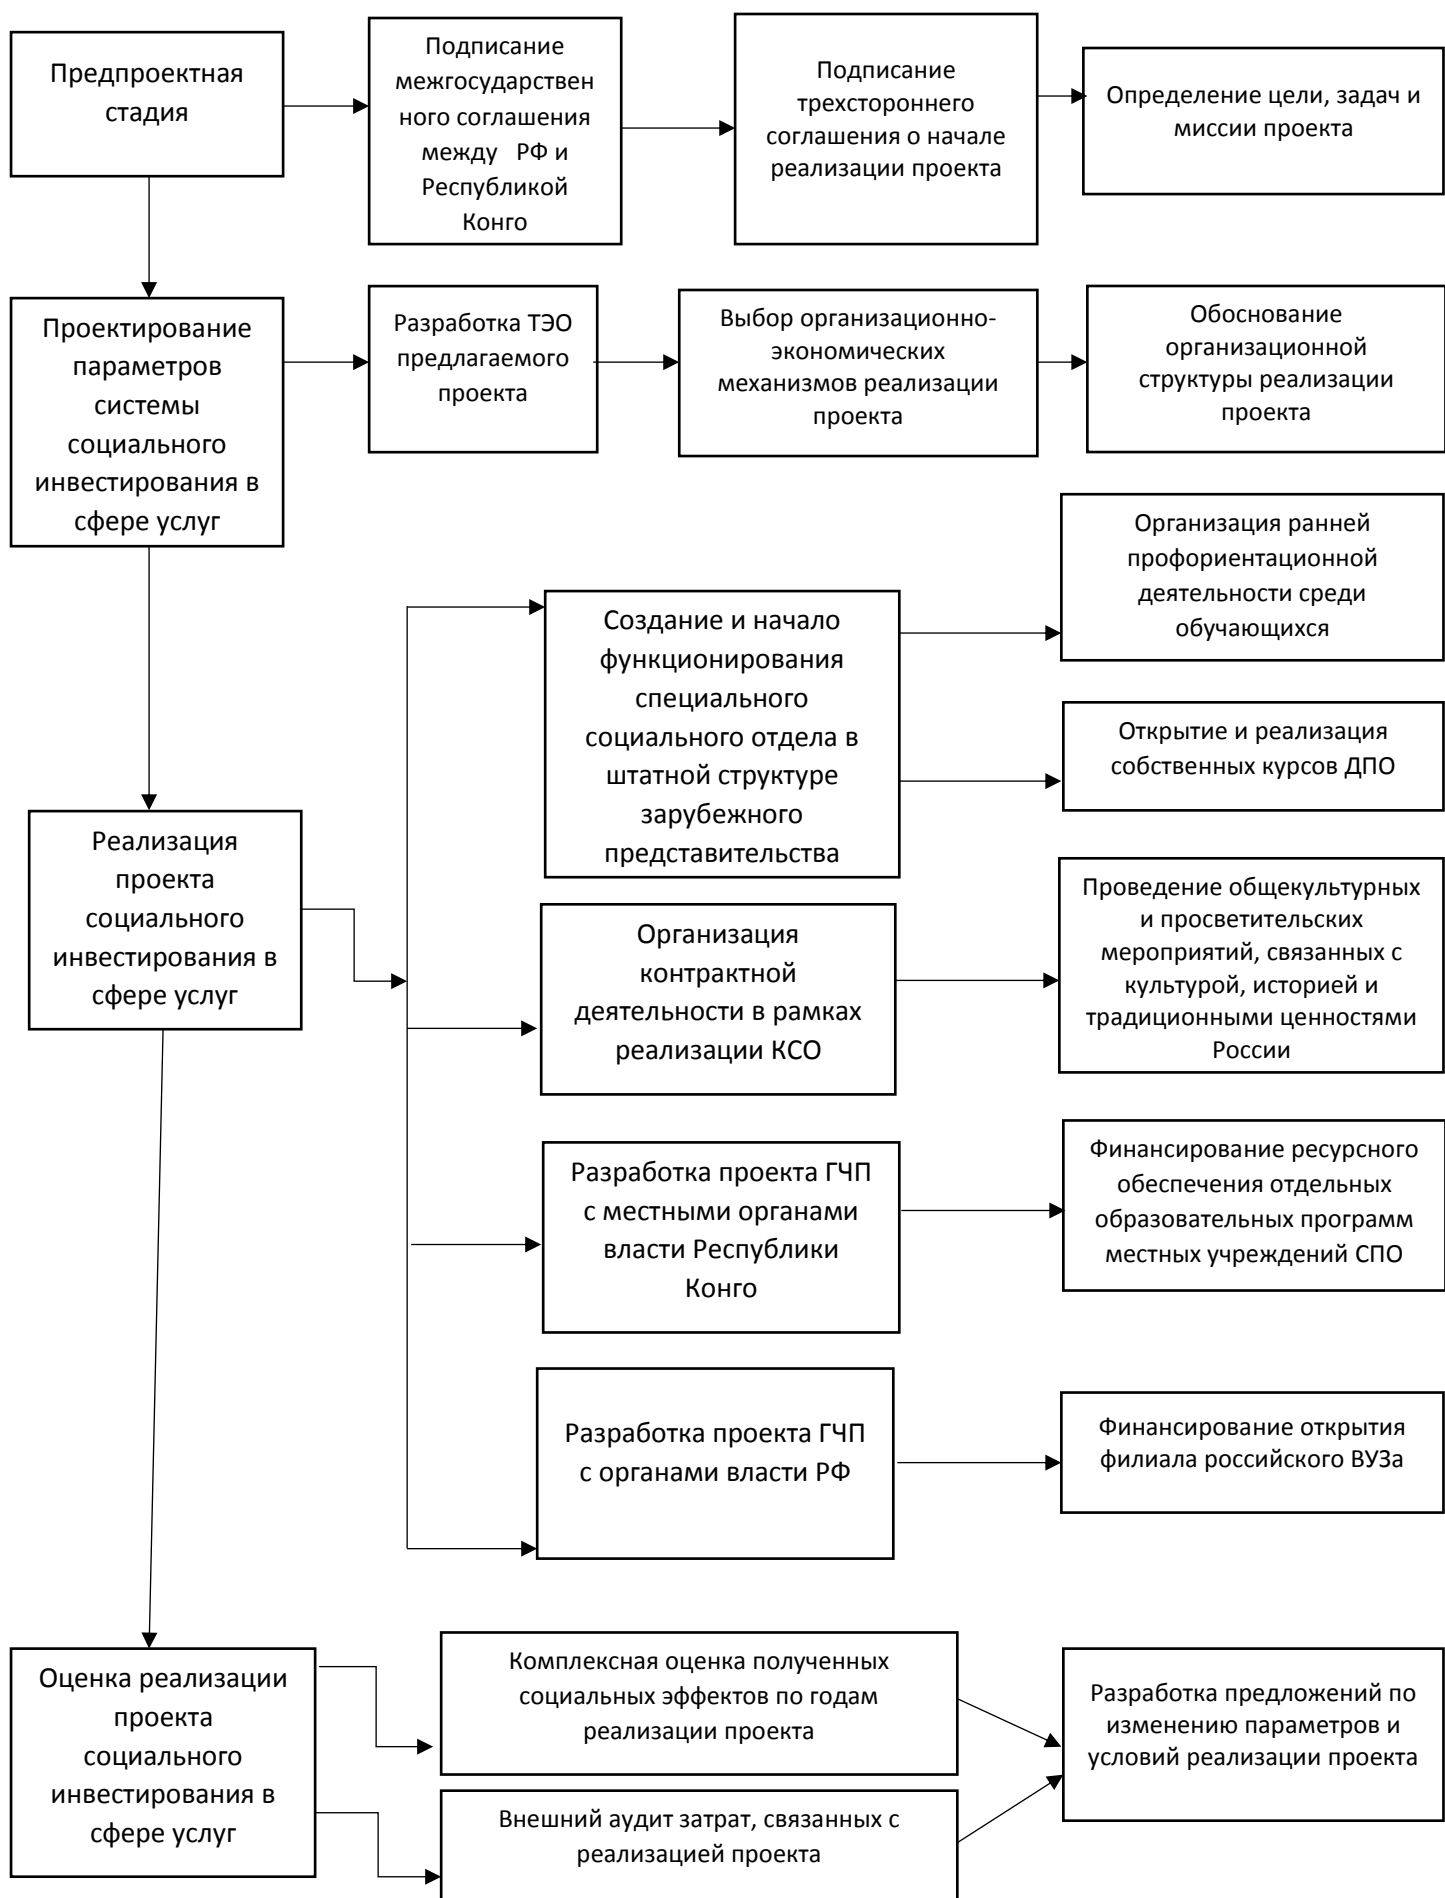 Предпроектная
стадия
Подписание
межгосударствен
ного соглашения
между РФ и
Республикой
Конго
Подписание
трехстороннего
соглашения о начале
реализации проекта
Определение цели, задач и
миссии проекта
Проектирование
параметров
системы
социального
инвестирования в
сфере услуг
Разработка ТЭО
предлагаемого
проекта
Выбор организационно-
экономических
механизмов реализации
проекта
Обоснование
организационной
структуры реализации
проекта
Реализация
проекта
социального
инвестирования в
сфере услуг
Создание и начало
функционирования
специального
социального отдела в
штатной структуре
зарубежного
представительства
Организация ранней
профориентационной
деятельности среди
обучающихся
Открытие и реализация
собственных курсов ДПО
Организация
контрактной
деятельности в рамках
реализации КСО
Проведение общекультурных
и просветительских
мероприятий, связанных с
культурой, историей и
традиционными ценностями
России
Разработка проекта ГЧП
с местными органами
власти Республики
Конго
Финансирование ресурсного
обеспечения отдельных
образовательных программ
местных учреждений СПО
Разработка проекта ГЧП
с органами власти РФ
Финансирование открытия
филиала российского ВУЗа
Оценка реализации
проекта
социального
инвестирования в
сфере услуг
Комплексная оценка полученных
социальных эффектов по годам
реализации проекта
Внешний аудит затрат, связанных с
реализацией проекта
Разработка предложений по
изменению параметров и
условий реализации проекта